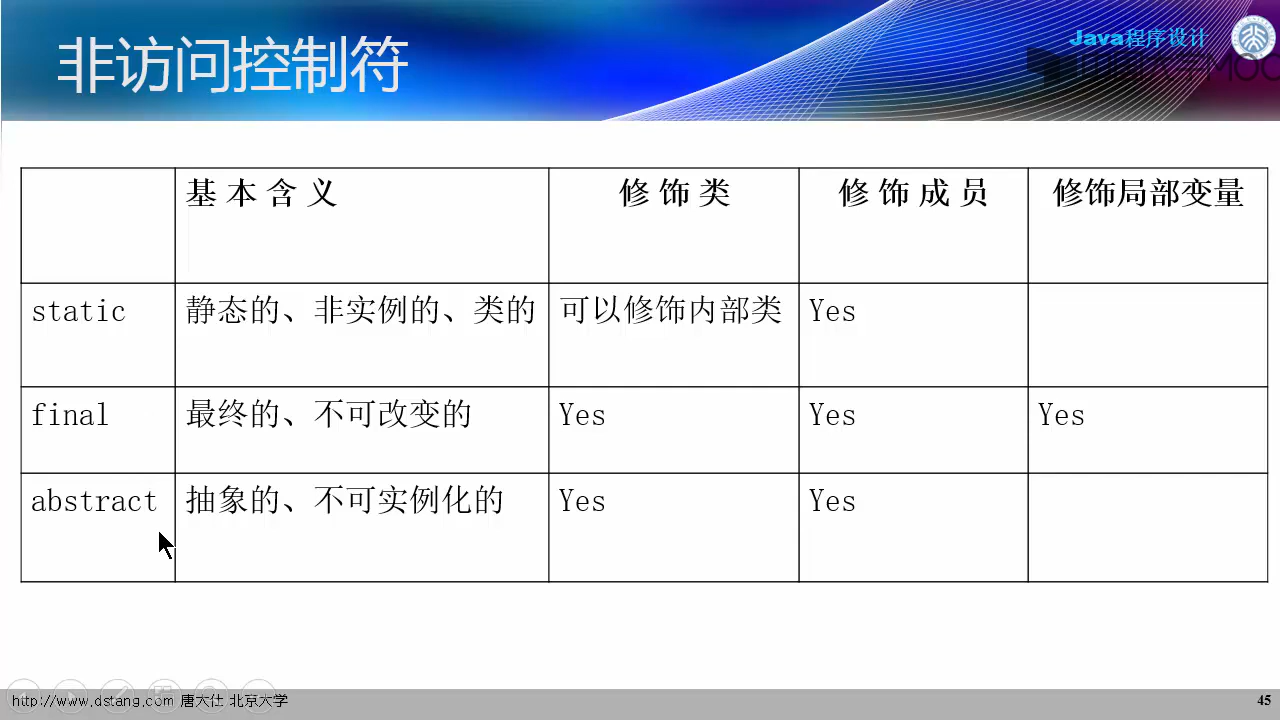 非访问控制符
Java程序设计
基 本 含 义 修 饰 类 修 饰 成 员 修饰局部变量
static 静态的、非实例的、类的 可以修饰内部类 Yes
final 最终的、不可改变的 Yes Yes Yes
abstract 抽象的、不可实例化的 Yes Yes
http://www.dstang.com 唐大仕 北京大学
45